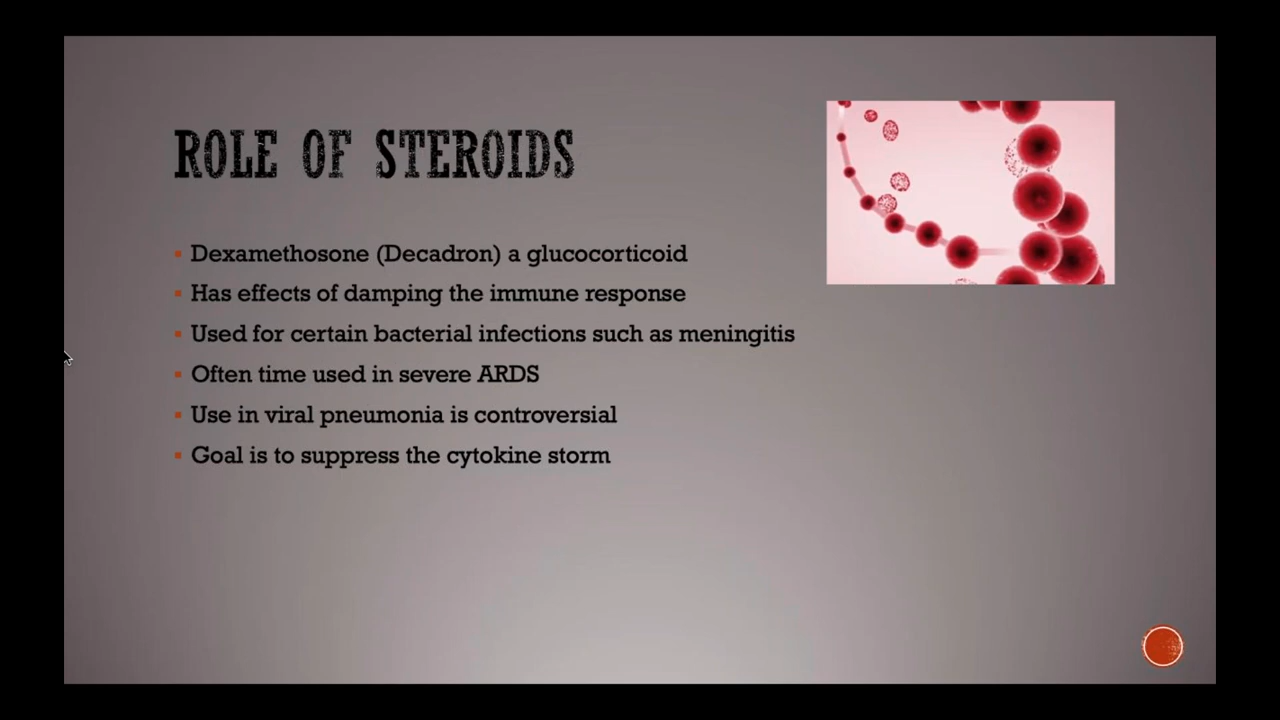 ROLE OF STEROIDS
Dexamethosone (Decadron) a glucocorticoid
Has effects of damping the immune response
Used for certain bacterial infections such as meningitis
Often time used in severe ARDS
Use in viral pneumonia is controversial
Goal is to suppress the cytokine storm